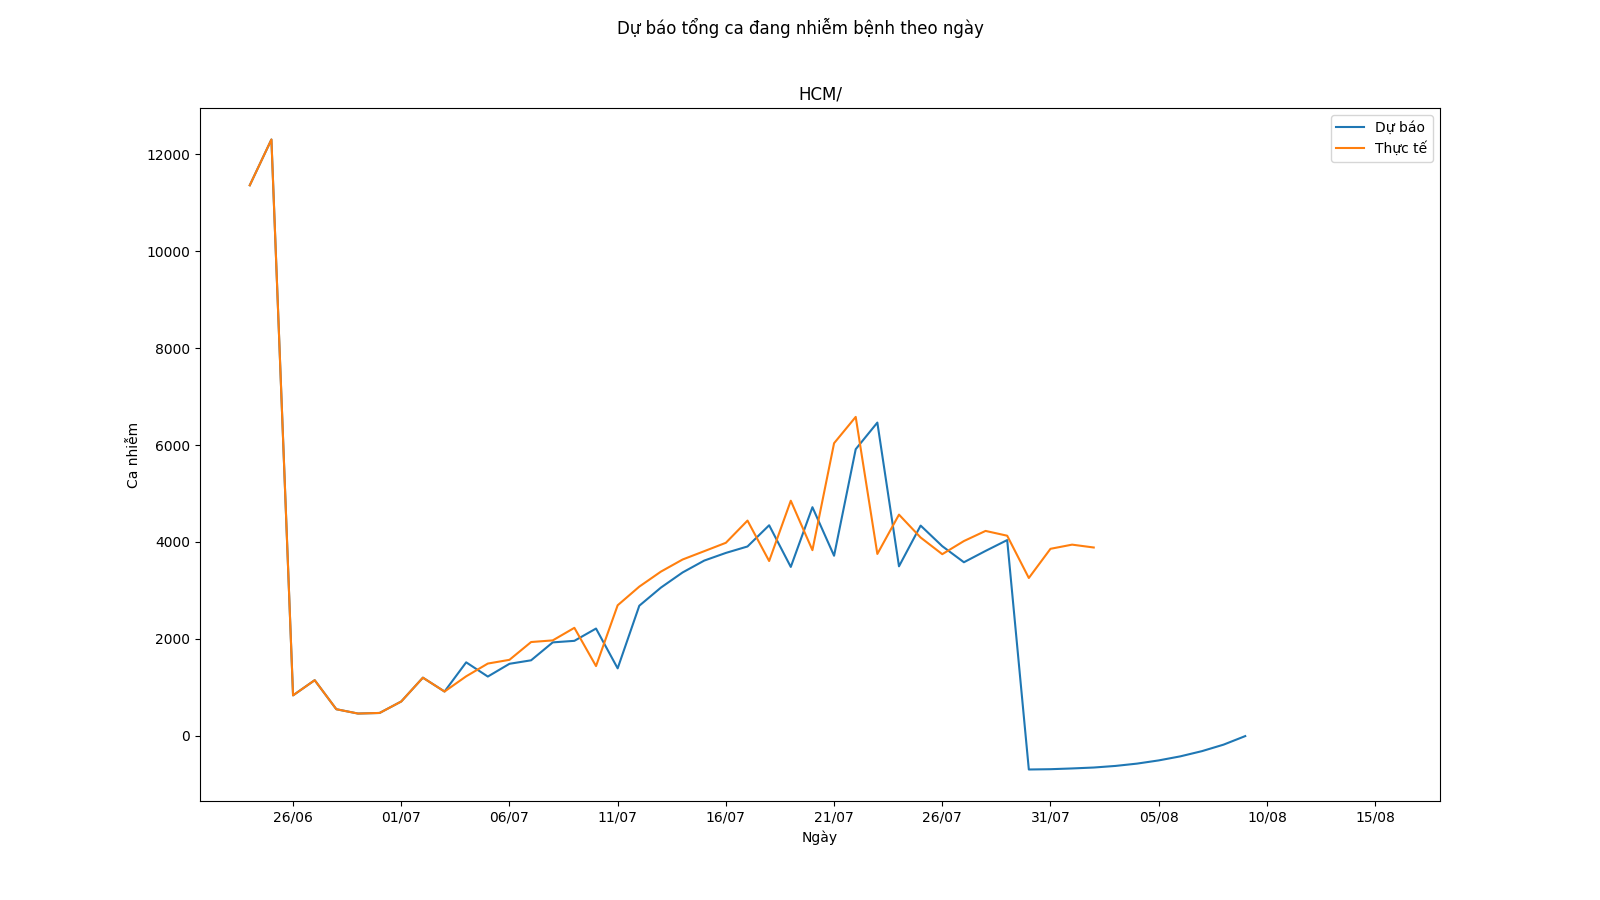 Dự báo tổng ca đang nhiễm bệnh theo ngày
HCM/
Dự báo
Thực tế
12000
10000
8000
6000
4000
2000
0
Ca nhiễm
26/06 01/07 06/07 11/07 16/07 21/07 26/07 31/07 05/08 10/08 15/08
Ngày